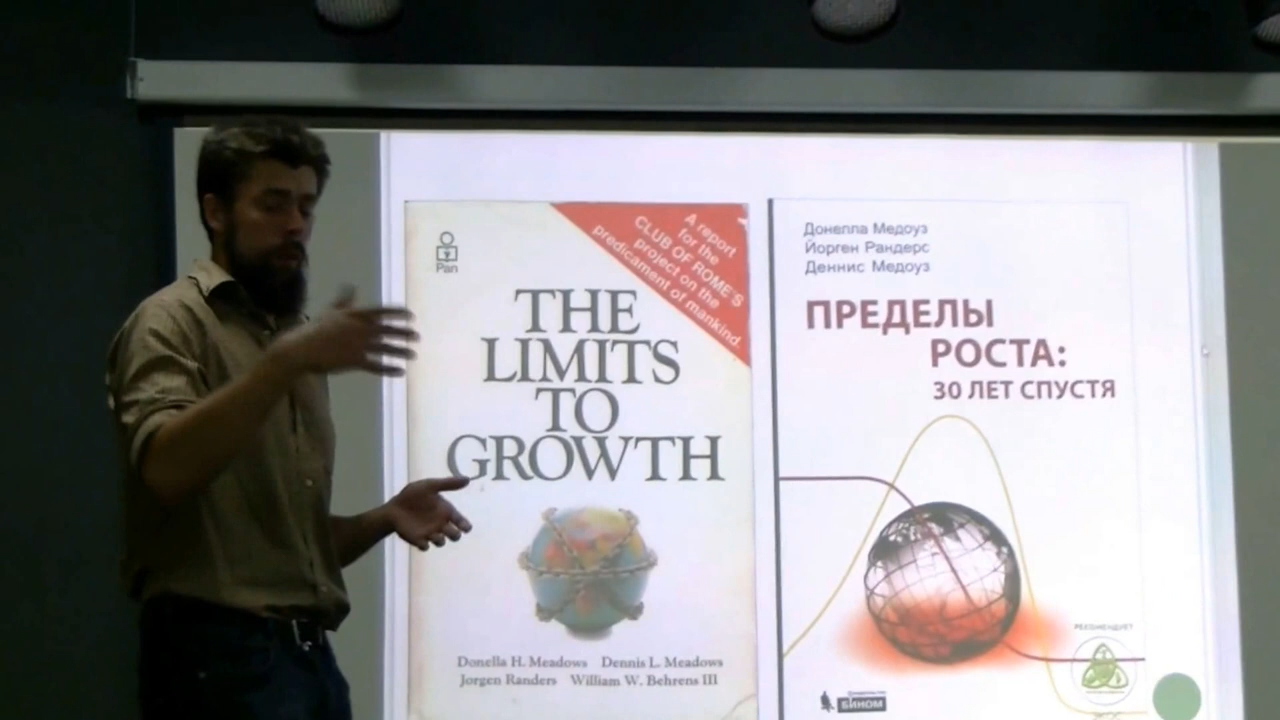 Pan
A report
for the
CLUB OF ROME'S
project on the
predicament of mankind.
THE
LIMITS
TO
GROWTH
Donella H. Meadows Dennis L. Meadows
Jorgen Randers William W. Behrens III
Донелла Медоуз
Йорген Рандерс
Деннис Медоуз
ПРЕДЕЛЫ
РОСТА:
30 ЛЕТ СПУСТЯ
РЕКОМЕНДУЕТ
БИНОМ